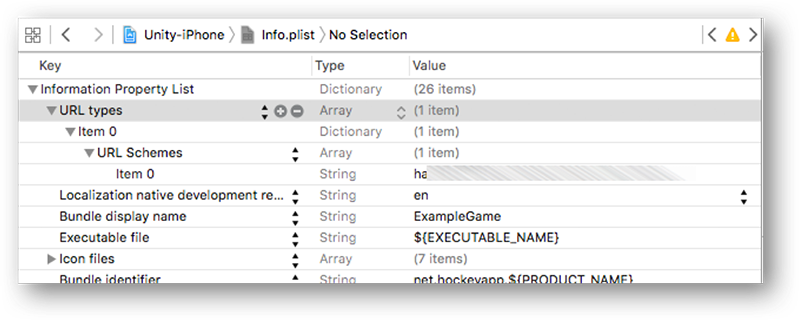 Unity-iPhone Info.plist No Selection
Key Type Value
Information Property List Dictionary (26 items)
URL types Array (1 item)
Item 0 Dictionary (1 item)
URL Schemes Array (1 item)
Item 0 String ha
Localization native development re... String en
Bundle display name String ExampleGame
Executable file String ${EXECUTABLE_NAME}
Icon files Array (7 items)
Bundle identifier String net.hockeyapp.${PRODUCT_NAME}